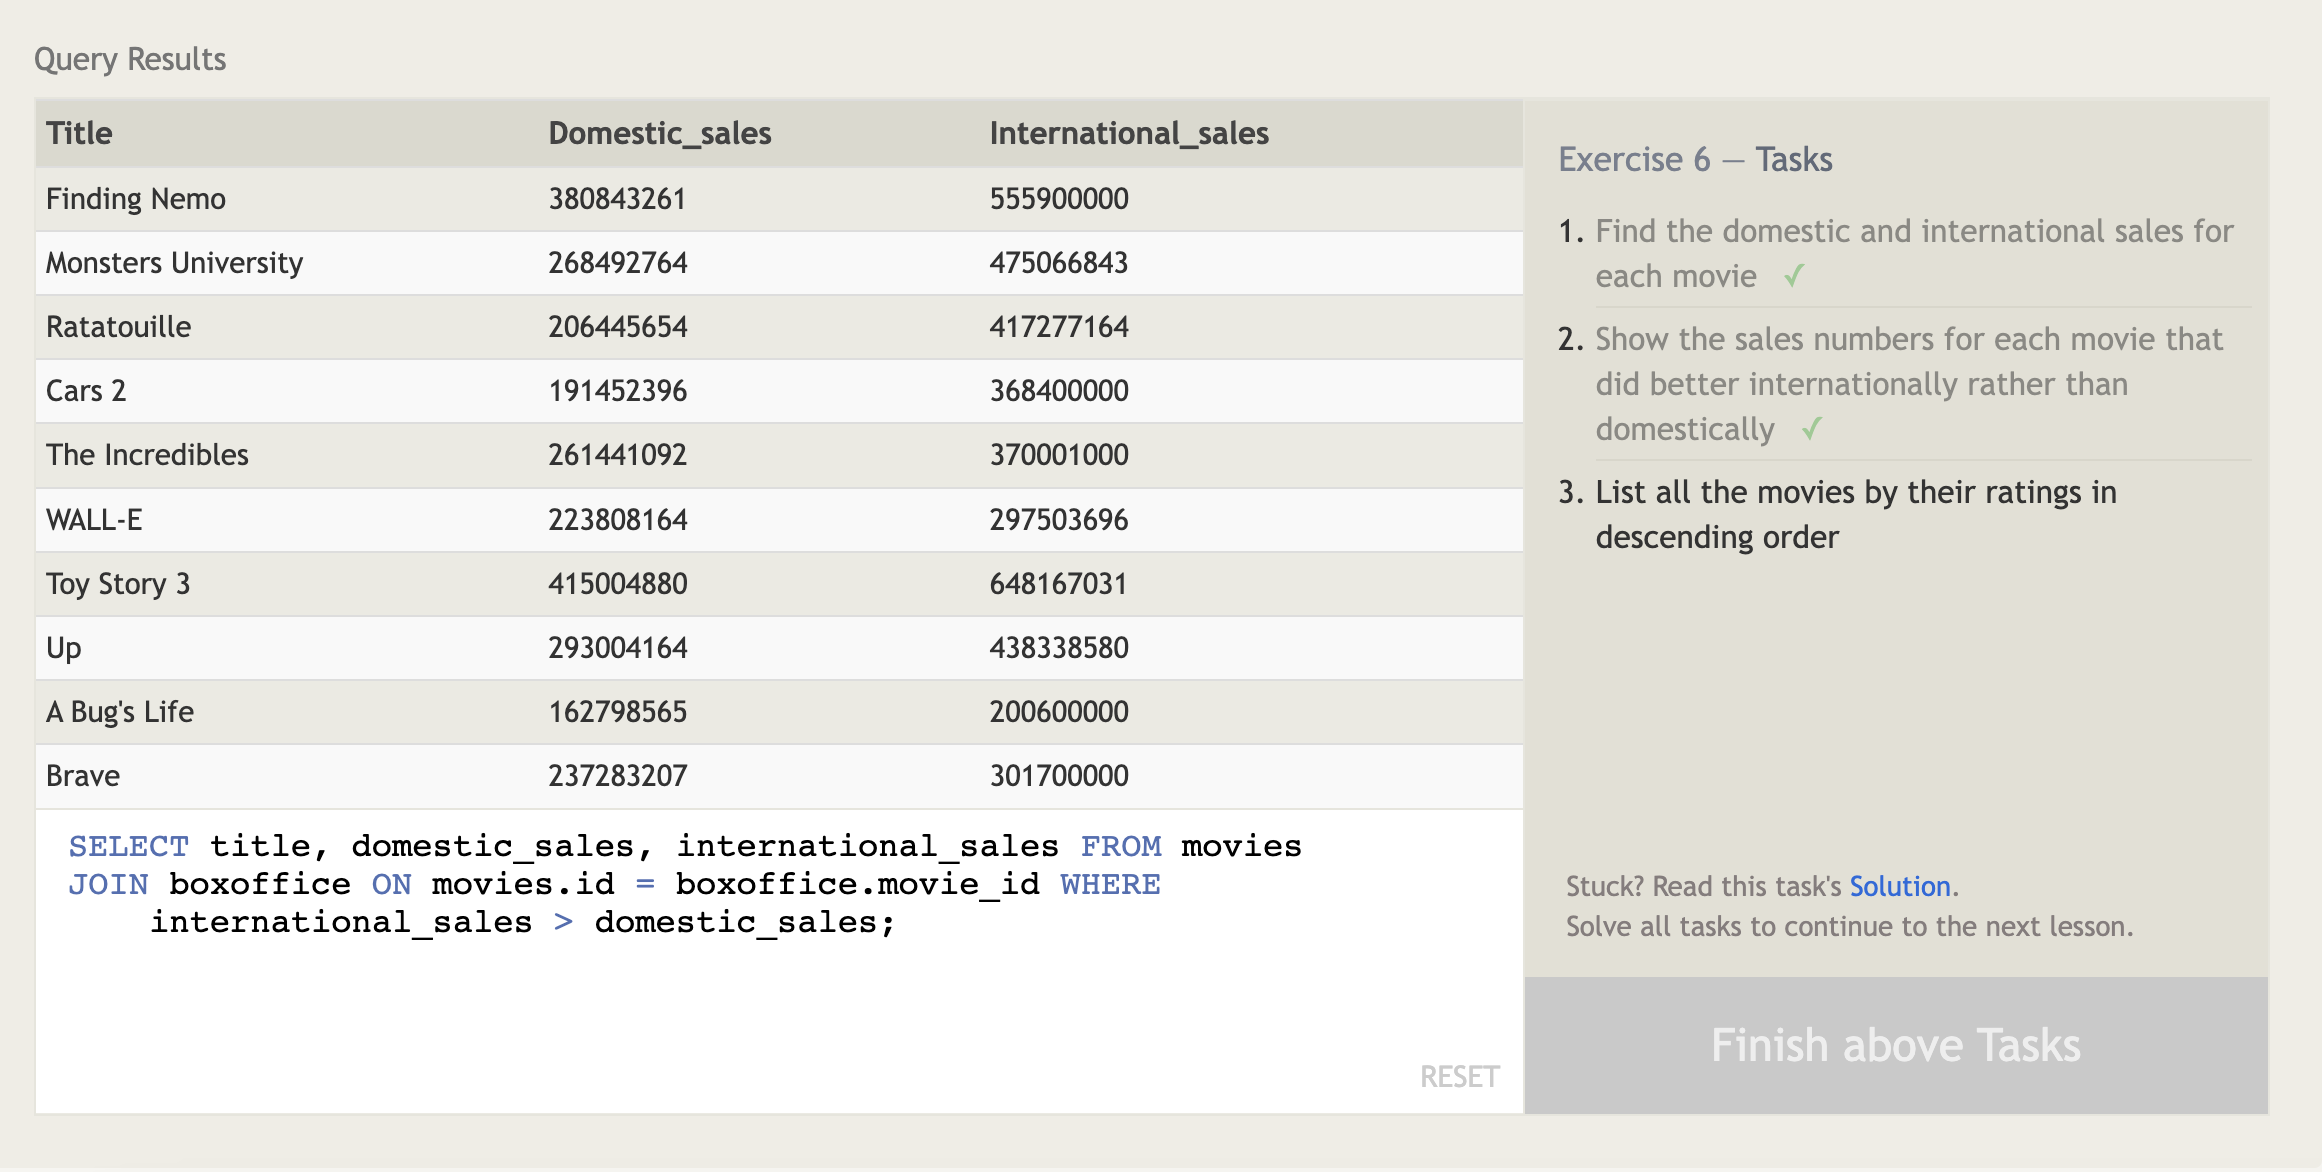 Query Results
Title Domestic_sales International_sales
Finding Nemo 380843261 555900000
Monsters University 268492764 475066843
Ratatouille 206445654 417277164
Cars 2 191452396 368400000
The Incredibles 261441092 370001000
WALL-E 223808164 297503696
Toy Story 3 415004880 648167031
Up 293004164 438338580
A Bug's Life 162798565 200600000
Brave 237283207 301700000
SELECT title, domestic_sales, international_sales FROM movies
JOIN boxoffice ON movies.id = boxoffice.movie_id WHERE
international_sales > domestic_sales;
RESET
Exercise 6 — Tasks
1. Find the domestic and international sales for
each movie ✓
2. Show the sales numbers for each movie that
did better internationally rather than
domestically ✓
3. List all the movies by their ratings in
descending order
Stuck? Read this task's Solution.
Solve all tasks to continue to the next lesson.
Finish above Tasks